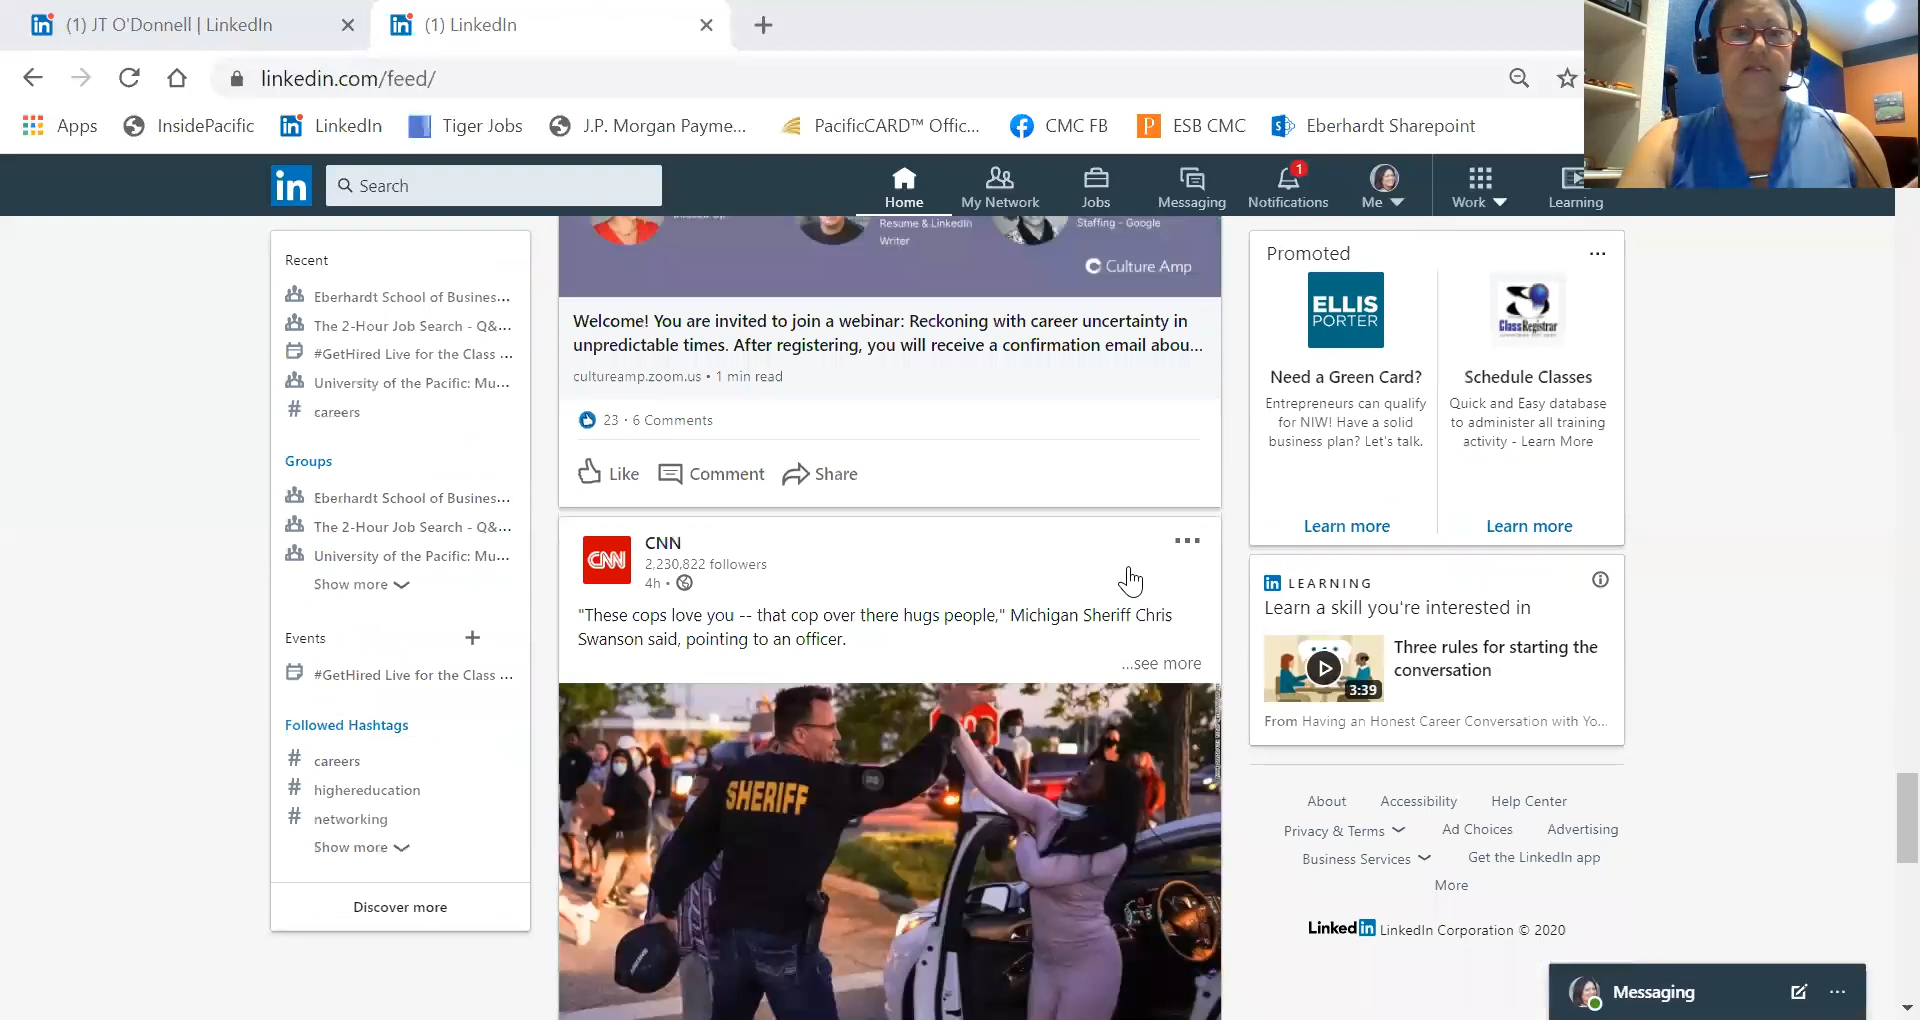 (1) JT O'Donnell | LinkedIn
(1) LinkedIn
linkedin.com/feed/
Apps
InsidePacific
LinkedIn
Tiger Jobs
J.P. Morgan Payme...
PacificCARD™ Offic...
CMC FB
ESB CMC
Eberhardt Sharepoint
in
Search
Home
My Network
Jobs
Messaging
1
Notifications
Me
Work
Learning
Recent
Eberhardt School of Busines...
The 2-Hour Job Search - Q&...
#GetHired Live for the Class ...
University of the Pacific: Mu...
# careers
Groups
Eberhardt School of Busines...
The 2-Hour Job Search - Q&...
University of the Pacific: Mu...
Show more
Events +
#GetHired Live for the Class ...
Followed Hashtags
# careers
# highereducation
# networking
Show more
Discover more
Resume & LinkedIn
Writer
Staffing - Google
Culture Amp
Welcome! You are invited to join a webinar: Reckoning with career uncertainty in
unpredictable times. After registering, you will receive a confirmation email abou...
cultureamp.zoom.us • 1 min read
23 · 6 Comments
Like Comment Share
CNN
CNN
2,230,822 followers
4h •
"These cops love you -- that cop over there hugs people," Michigan Sheriff Chris
Swanson said, pointing to an officer.
...see more
SHERIFF
Promoted
ELLIS
PORTER
Need a Green Card?
Entrepreneurs can qualify
for NIW! Have a solid
business plan? Let's talk.
Learn more
ClassRegistrar
Schedule Classes
Quick and Easy database
to administer all training
activity - Learn More
Learn more
in LEARNING
Learn a skill you're interested in
3:39
Three rules for starting the
conversation
From Having an Honest Career Conversation with Yo...
About Accessibility Help Center
Privacy & Terms Ad Choices Advertising
Business Services Get the LinkedIn app
More
LinkedIn LinkedIn Corporation © 2020
Messaging